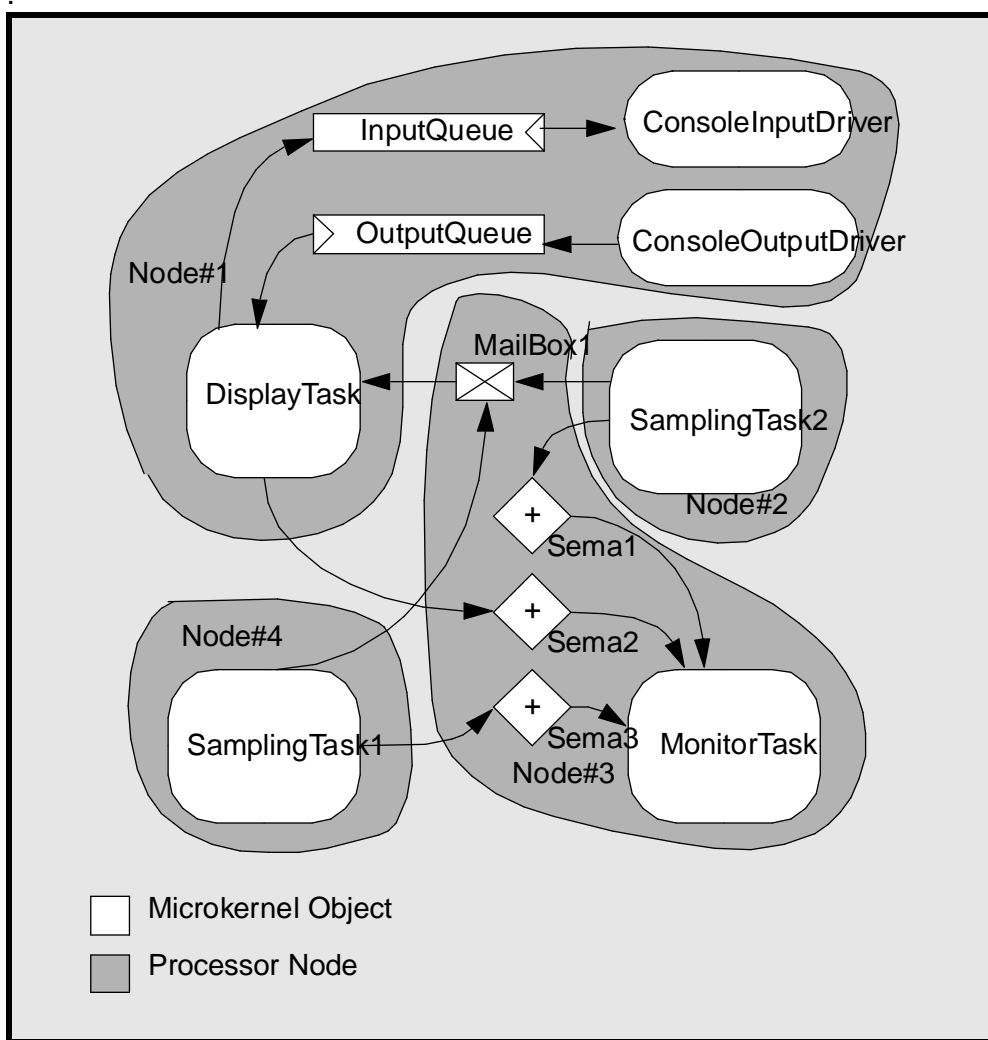 .
InputQueue
ConsoleInputDriver
OutputQueue
ConsoleOutputDriver
Node#1
MailBox1
DisplayTask
SamplingTask2
Node#2
+
Sema1
+
Sema2
Node#4
+
Sema3
SamplingTask1
MonitorTask
Node#3
Microkernel Object
Processor Node